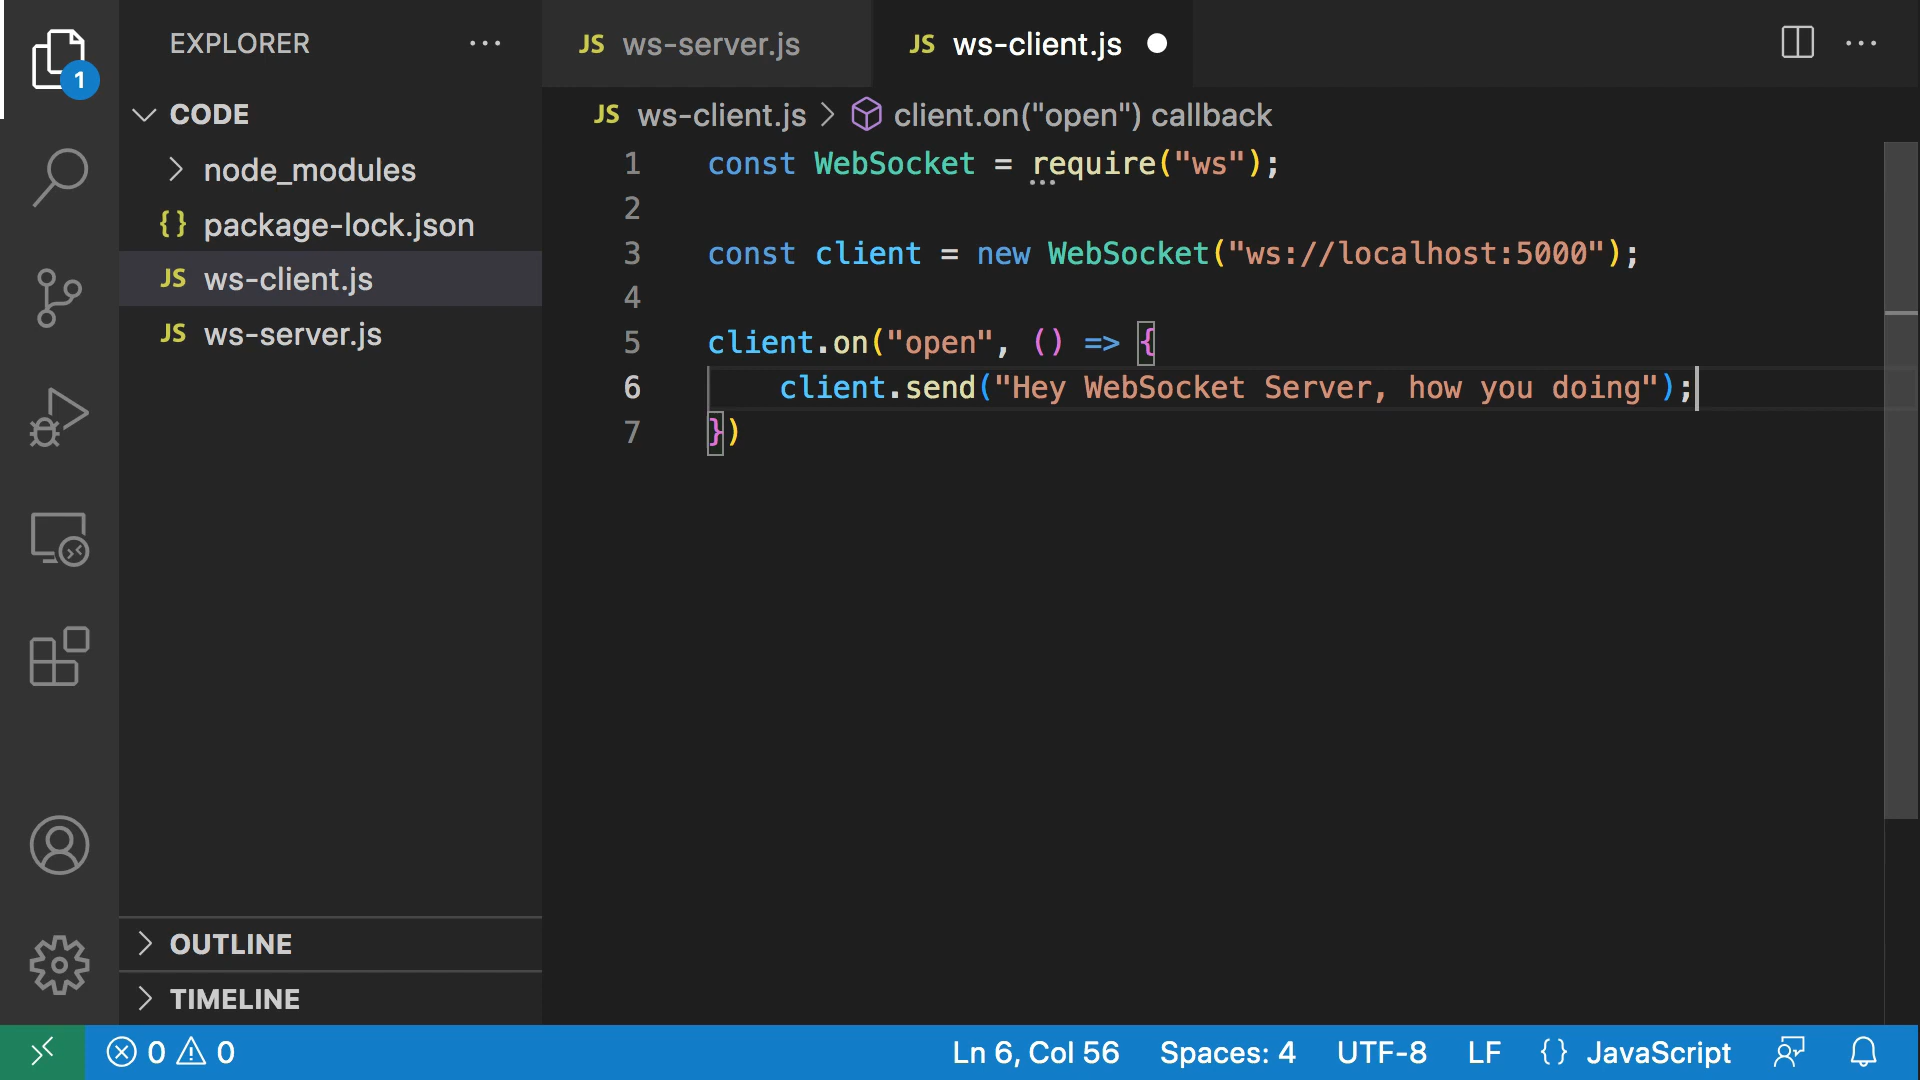 EXPLORER
1
CODE
node_modules
{} package-lock.json
JS ws-client.js
JS ws-server.js
OUTLINE
TIMELINE
JS ws-server.js
JS ws-client.js
JS ws-client.js > client.on("open") callback
1 const WebSocket = require("ws");
2
3 const client = new WebSocket("ws://localhost:5000");
4
5 client.on("open", () => {
6     client.send("Hey WebSocket Server, how you doing");
7 })
0 0 Ln 6, Col 56 Spaces: 4 UTF-8 LF {} JavaScript